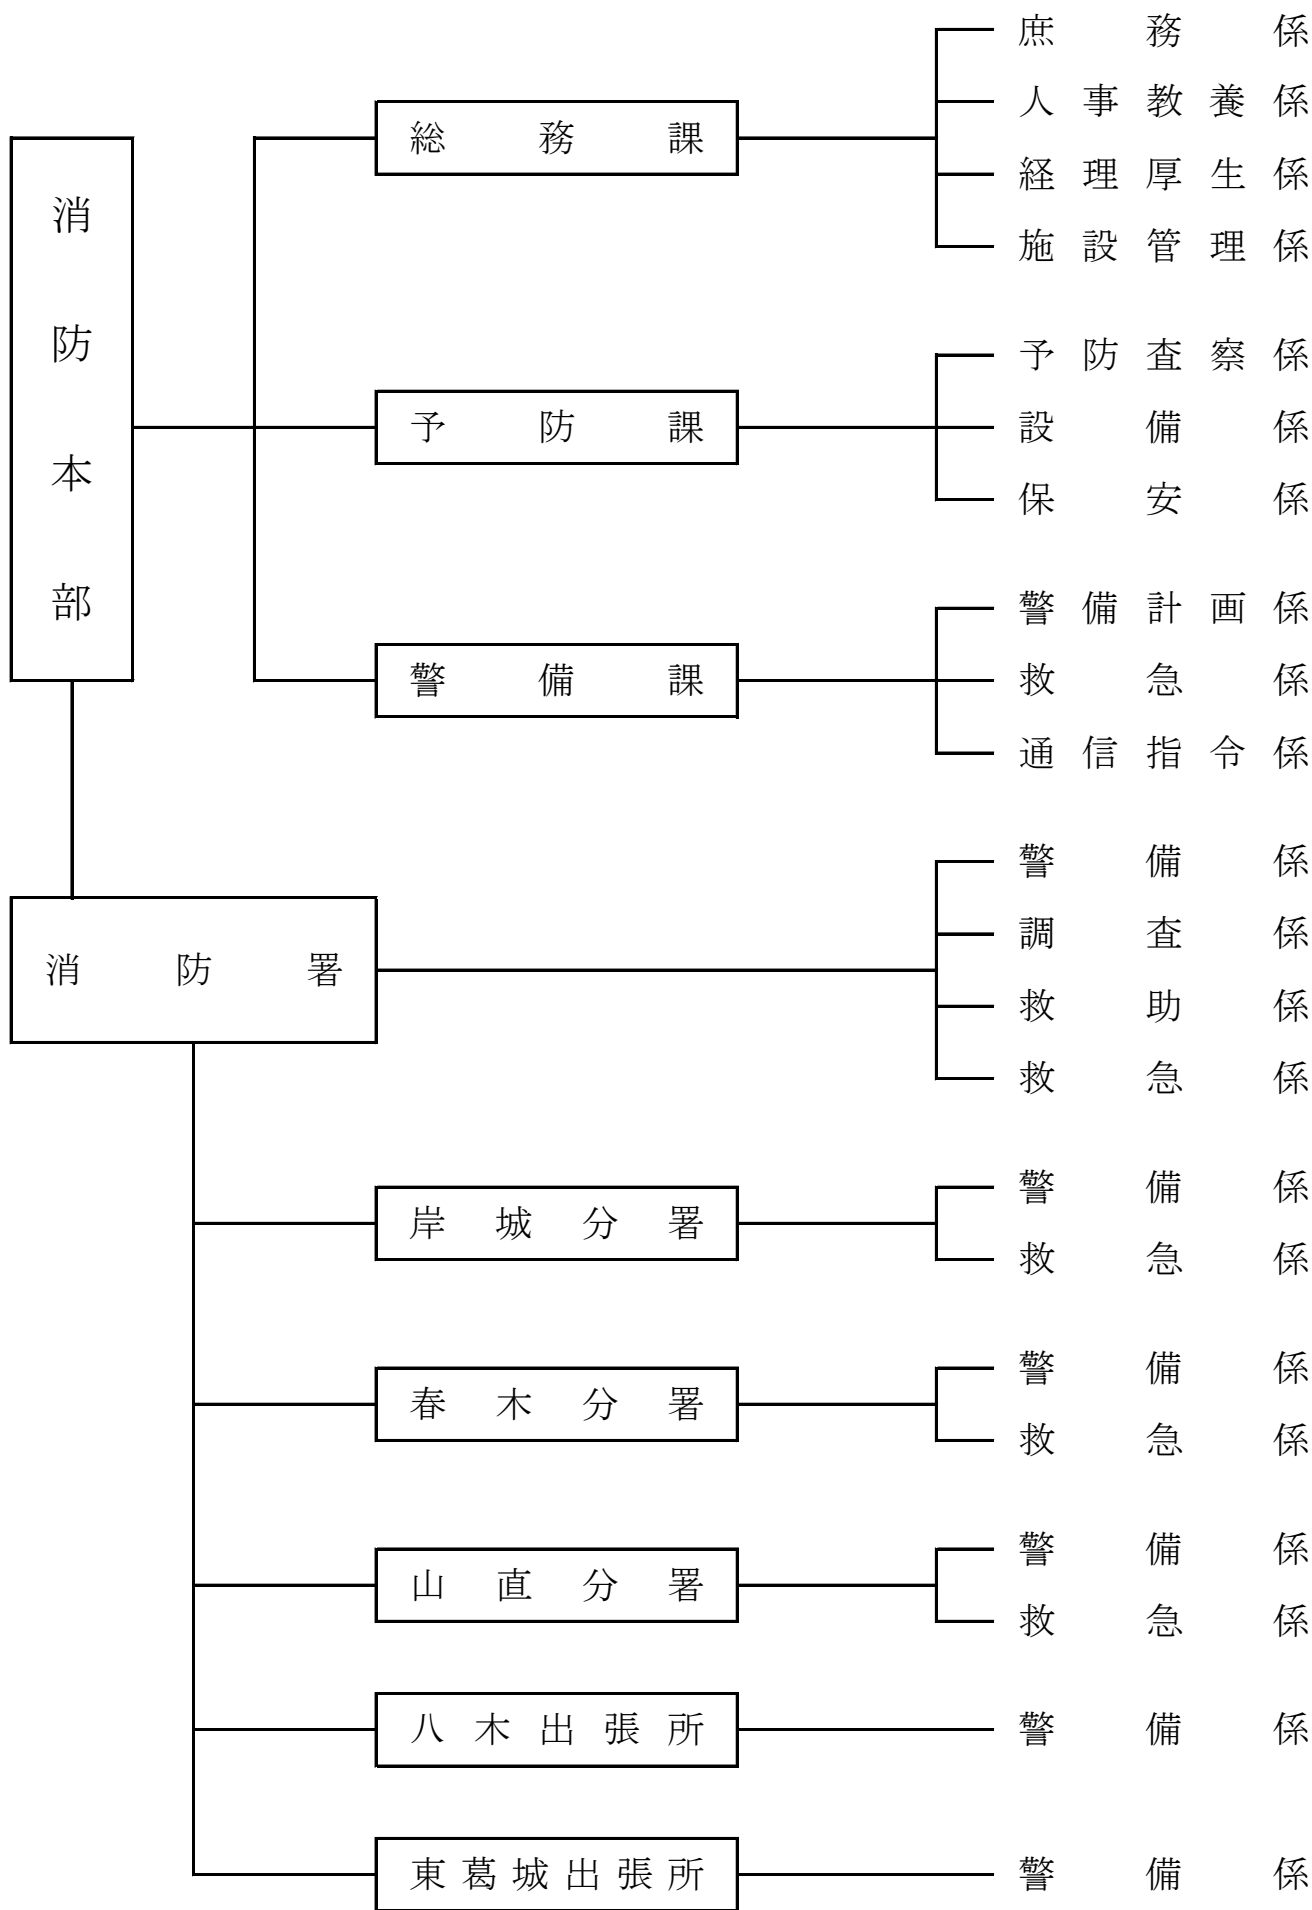 消防本部
総務課
庶務係
人事教養係
経理厚生係
施設管理係
予防課
予防査察係
設備係
保安係
警備課
警備計画係
救急係
通信指令係
消防署
警備係
調査係
救助係
救急係
岸城分署
警備係
救急係
春木分署
警備係
救急係
山直分署
警備係
救急係
八木出張所
警備係
東葛城出張所
警備係